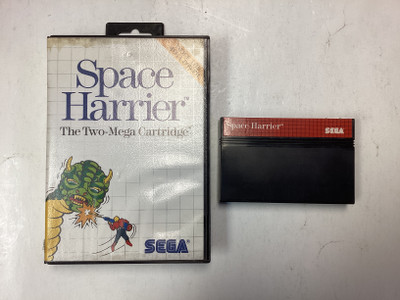 Space
Harrier
The Two-Mega Cartridge
SEGA
Space Harrier
SEGA